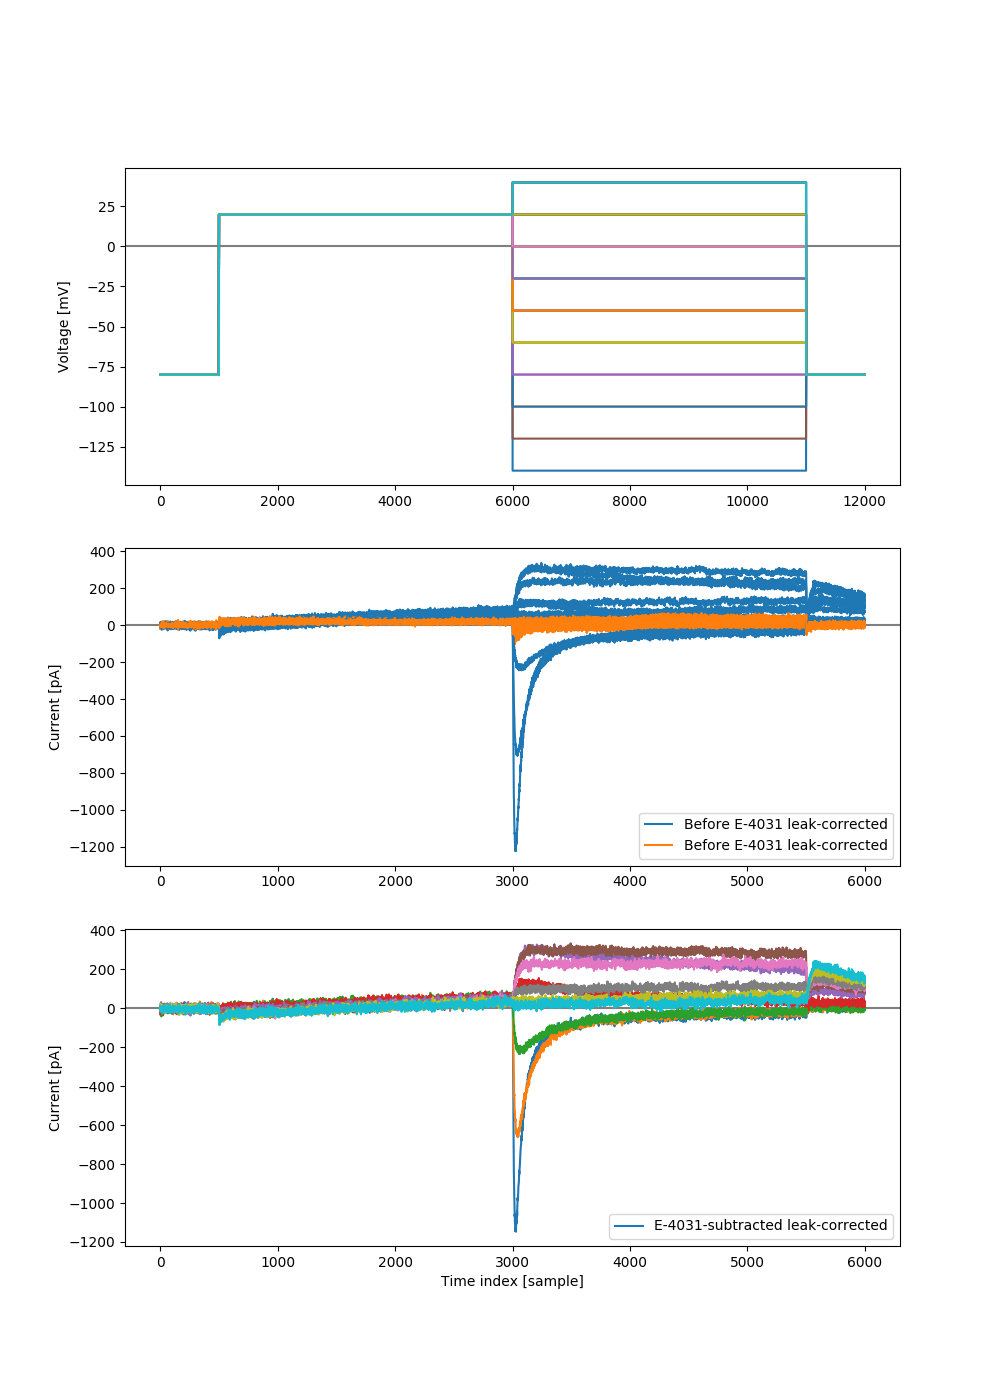 25
0
−25
−50
−75
−100
−125
Voltage [mV]
0 2000 4000 6000 8000 10000 12000
400
200
0
−200
−400
−600
−800
−1000
−1200
Current [pA]
Before E-4031 leak-corrected
Before E-4031 leak-corrected
0 1000 2000 3000 4000 5000 6000
400
200
0
−200
−400
−600
−800
−1000
−1200
Current [pA]
E-4031-subtracted leak-corrected
0 1000 2000 3000 4000 5000 6000
Time index [sample]